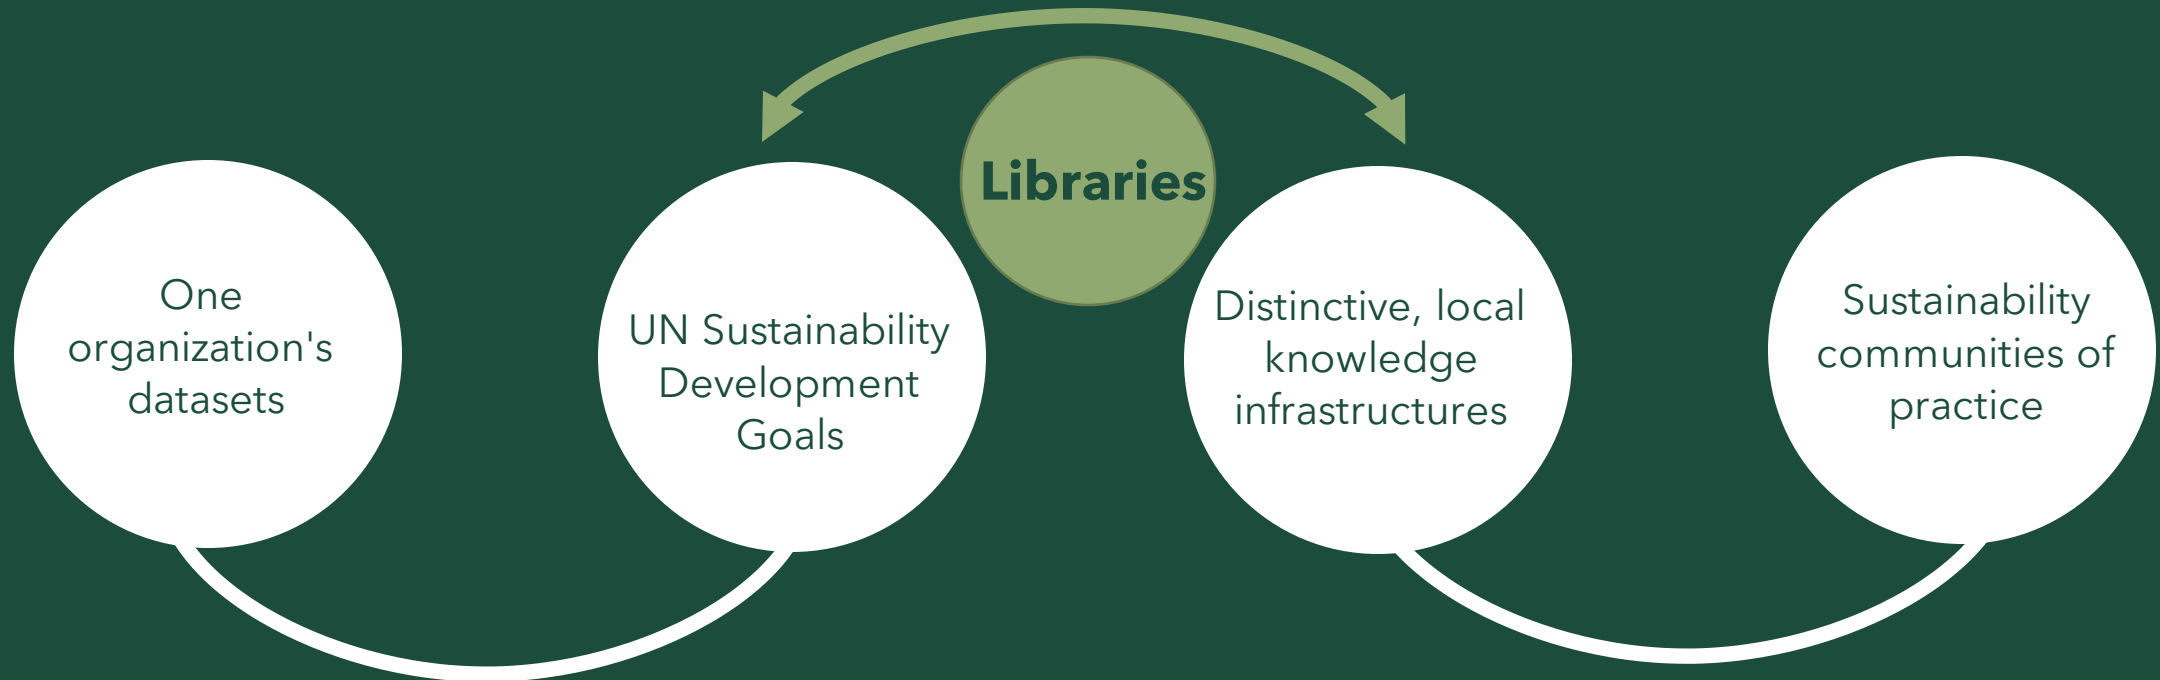 Libraries
One
organization's
datasets
UN Sustainability
Development
Goals
Distinctive, local
knowledge
infrastructures
Sustainability
communities of
practice